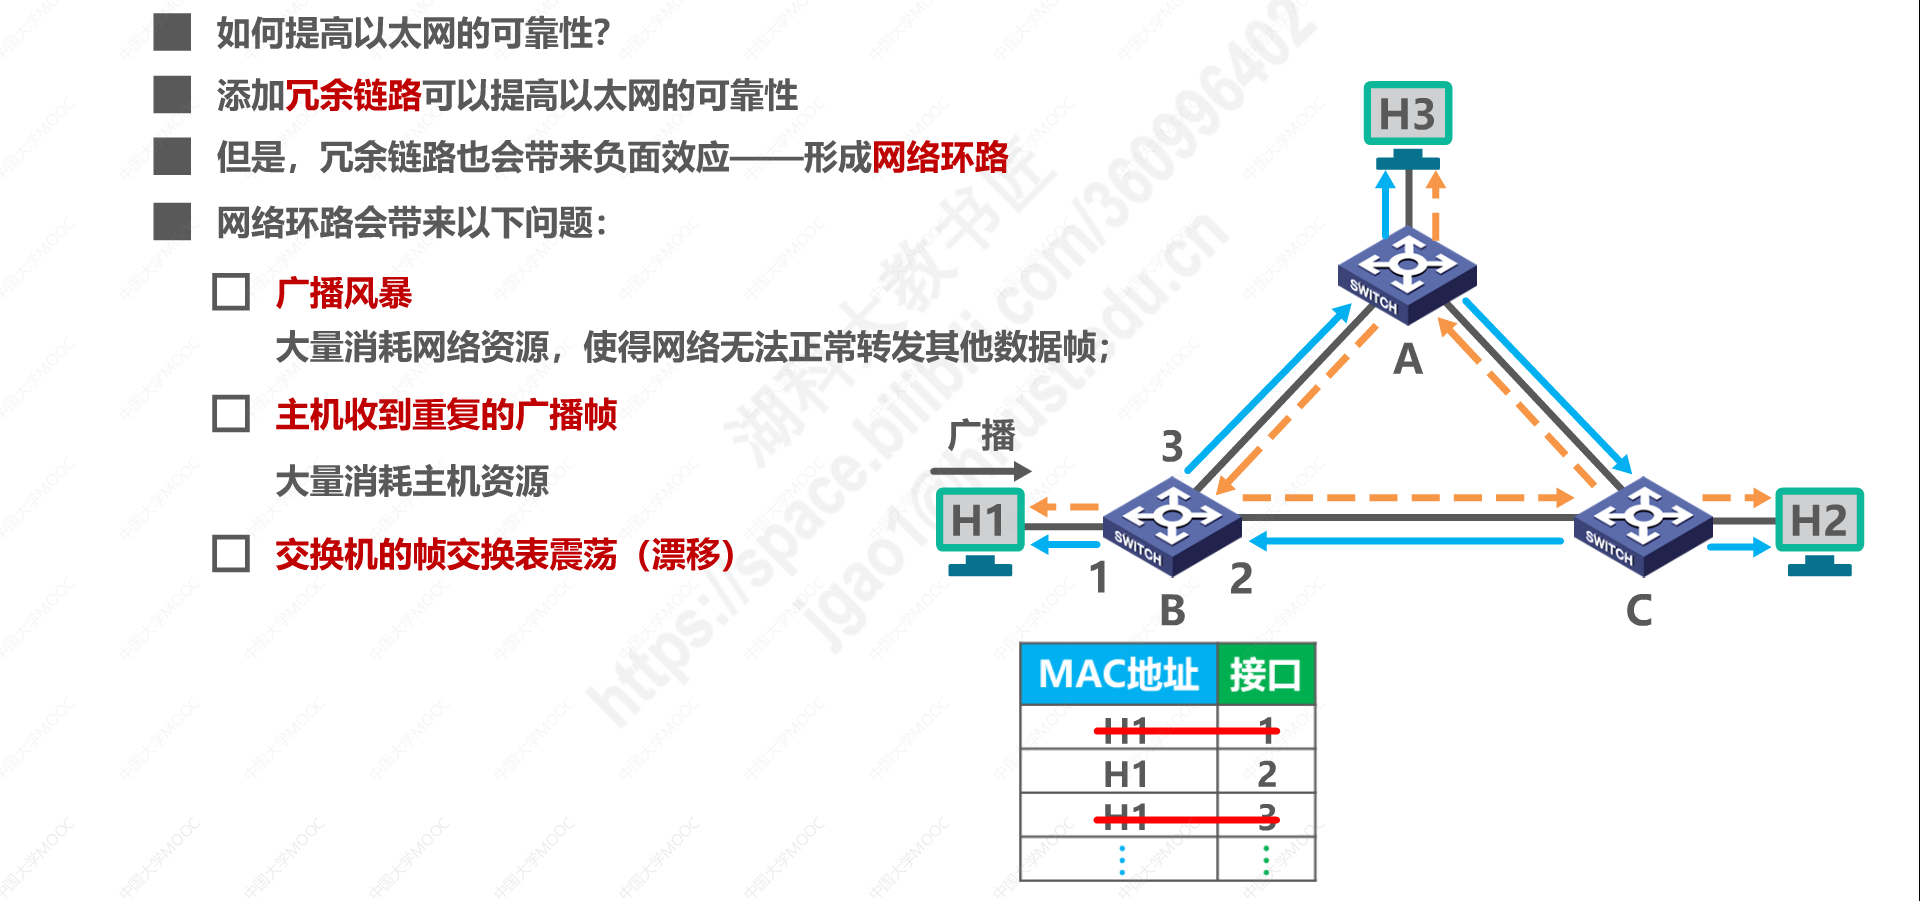 如何提高以太网的可靠性？
添加冗余链路可以提高以太网的可靠性
但是，冗余链路也会带来负面效应——形成网络环路
网络环路会带来以下问题：
广播风暴
大量消耗网络资源，使得网络无法正常转发其他数据帧；
主机收到重复的广播帧
大量消耗主机资源
交换机的帧交换表震荡（漂移）
H3
SWITCH
A
广播
3
H1
SWITCH
SWITCH
H2
1
2
B
C
MAC地址 接口
H1 1
H1 2
H1 3
⋮ ⋮
湖科大教书匠
https://space.bilibili.com/360996402
jgao1@hnust.edu.cn
中国大学MOOC